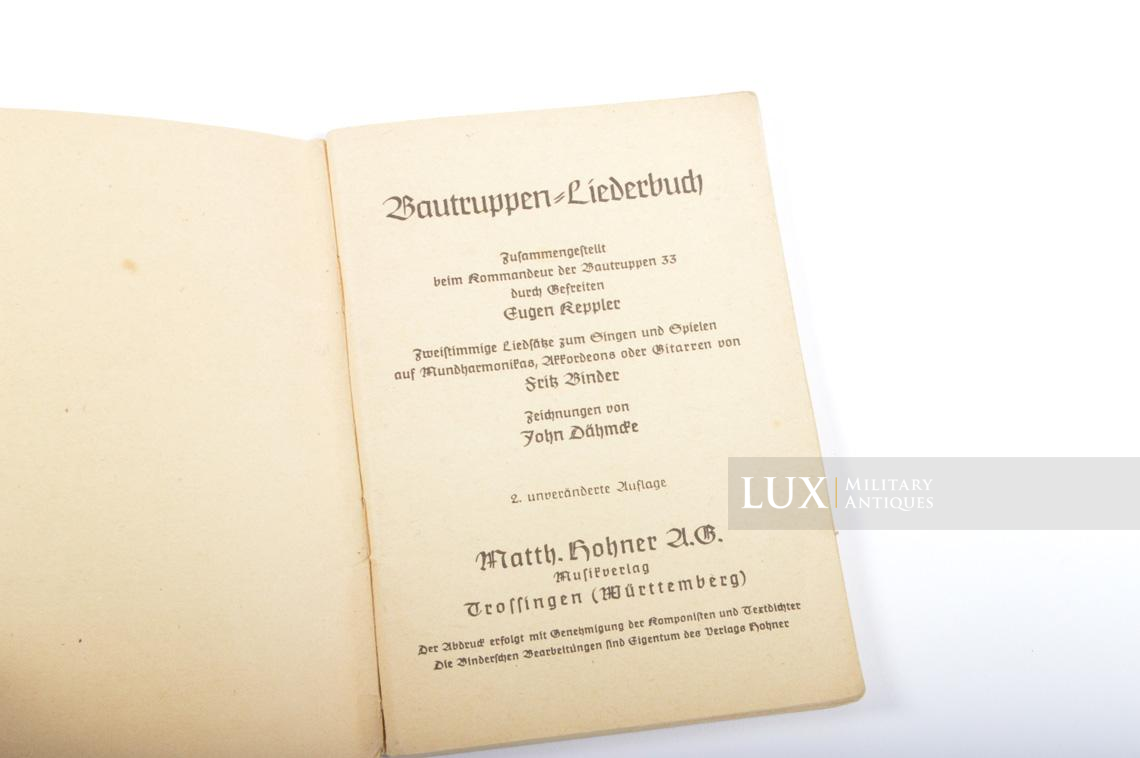 Bautruppen-Liederbuch
Zusammengestellt
beim Kommandeur der Bautruppen 33
durch Gefreiten
Eugen Keppler
Zweistimmige Liedsätze zum Singen und Spielen
auf Mundharmonikas, Akkordeons oder Gitarren von
Fritz Binder
Zeichnungen von
John Dähmcke
2. unveränderte Auflage
Matth. Hohner A.G.
Musikverlag
Trossingen (Württemberg)
Der Abdruck erfolgt mit Genehmigung der Komponisten und Textdichter
Die Binderschen Bearbeitungen sind Eigentum des Verlags Hohner
LUX MILITARY
ANTIQUES